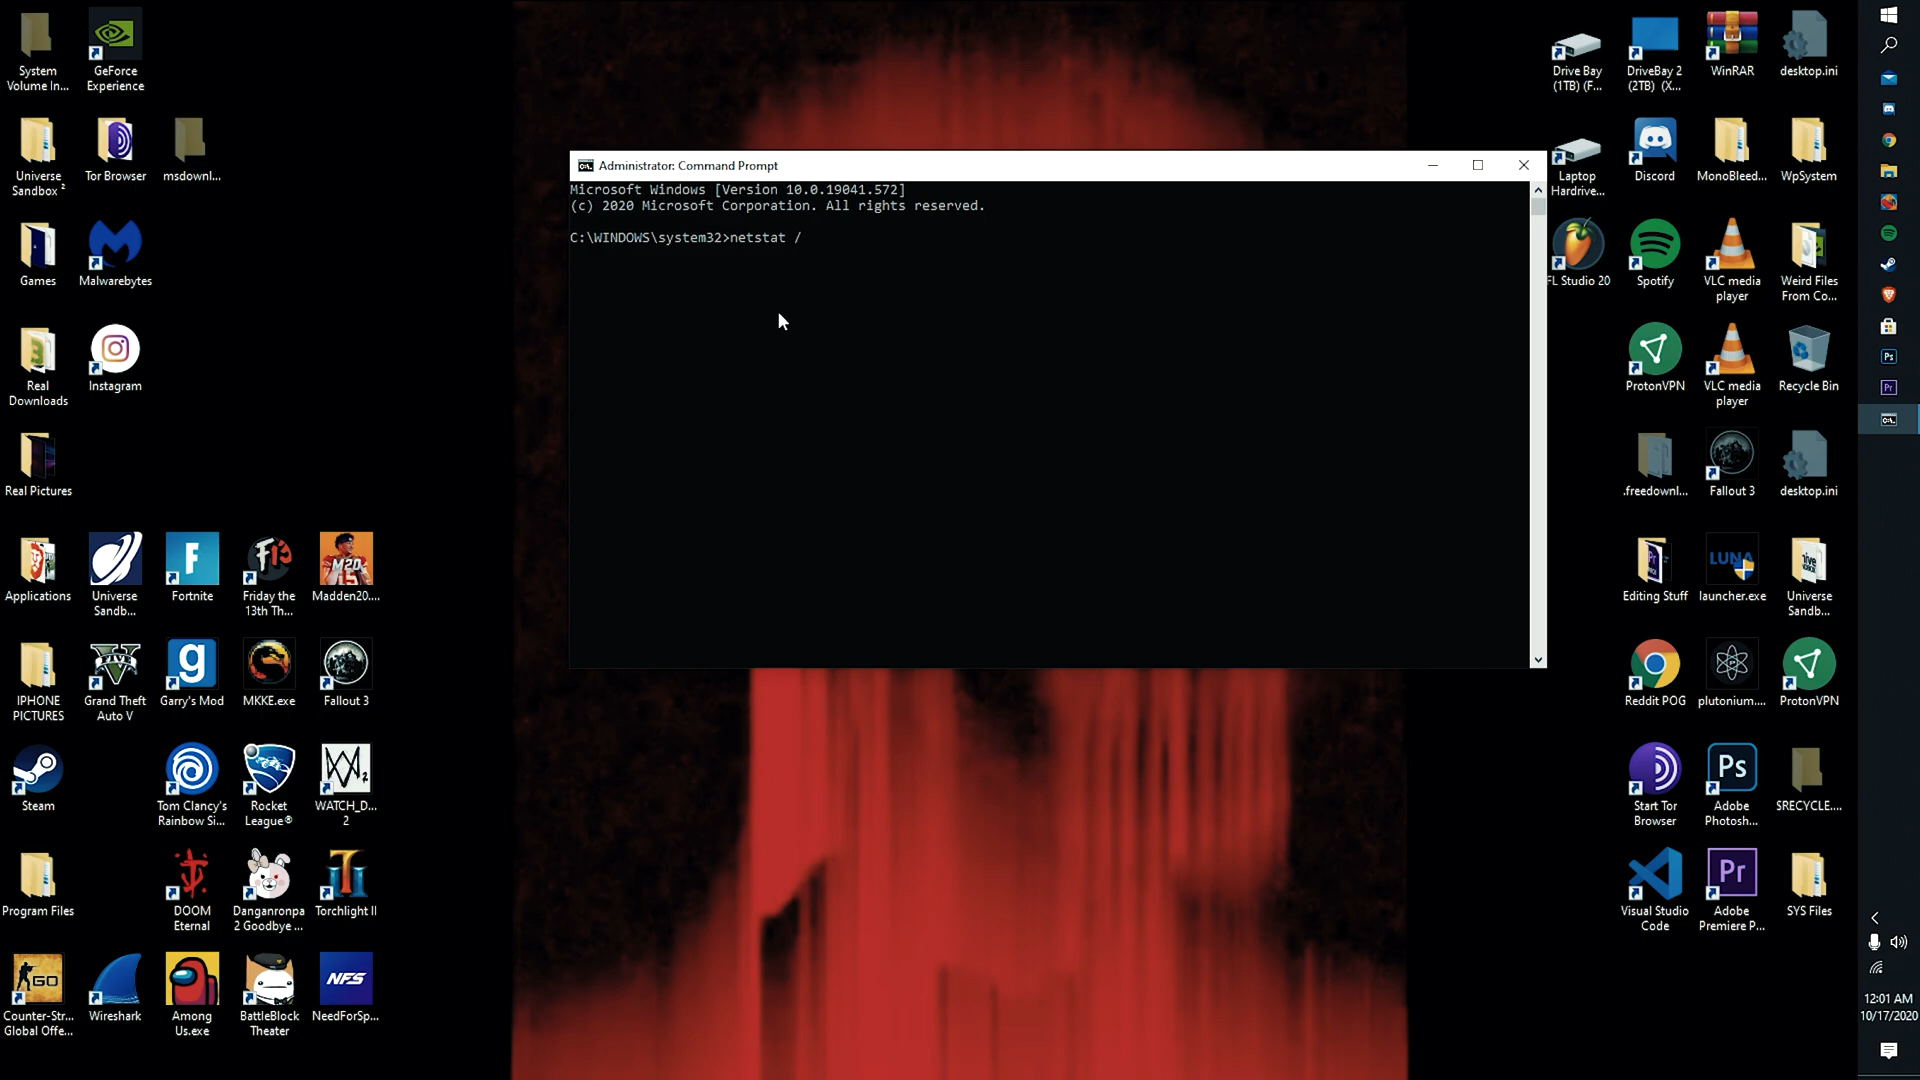 System
Volume In...
GeForce
Experience
Universe
Sandbox ²
Tor Browser
msdownl...
Games
Malwarebytes
Real
Downloads
Instagram
Real Pictures
Applications
Universe
Sandb...
Fortnite
Friday the
13th Th...
Madden20....
IPHONE
PICTURES
Grand Theft
Auto V
Garry's Mod
MKKE.exe
Fallout 3
Steam
Tom Clancy's
Rainbow Si...
Rocket
League®
WATCH_D...
2
Program Files
DOOM
Eternal
Danganronpa
2 Goodbye ...
Torchlight II
Counter-Str...
Global Offe...
Wireshark
Among
Us.exe
BattleBlock
Theater
NeedForSp...
Administrator: Command Prompt
Microsoft Windows [Version 10.0.19041.572]
(c) 2020 Microsoft Corporation. All rights reserved.
C:\WINDOWS\system32>netstat /
Drive Bay
(1TB) (F...
DriveBay 2
(2TB) (X...
WinRAR
desktop.ini
Laptop
Hardrive...
Discord
MonoBleed...
WpSystem
FL Studio 20
Spotify
VLC media
player
Weird Files
From Co...
ProtonVPN
VLC media
player
Recycle Bin
.freedownl...
Fallout 3
desktop.ini
Editing Stuff
LUNA
launcher.exe
Universe
Sandb...
Reddit POG
plutonium....
ProtonVPN
Start Tor
Browser
Ps
Adobe
Photosh...
$RECYCLE....
Visual Studio
Code
Pr
Adobe
Premiere P...
SYS Files
12:01 AM
10/17/2020